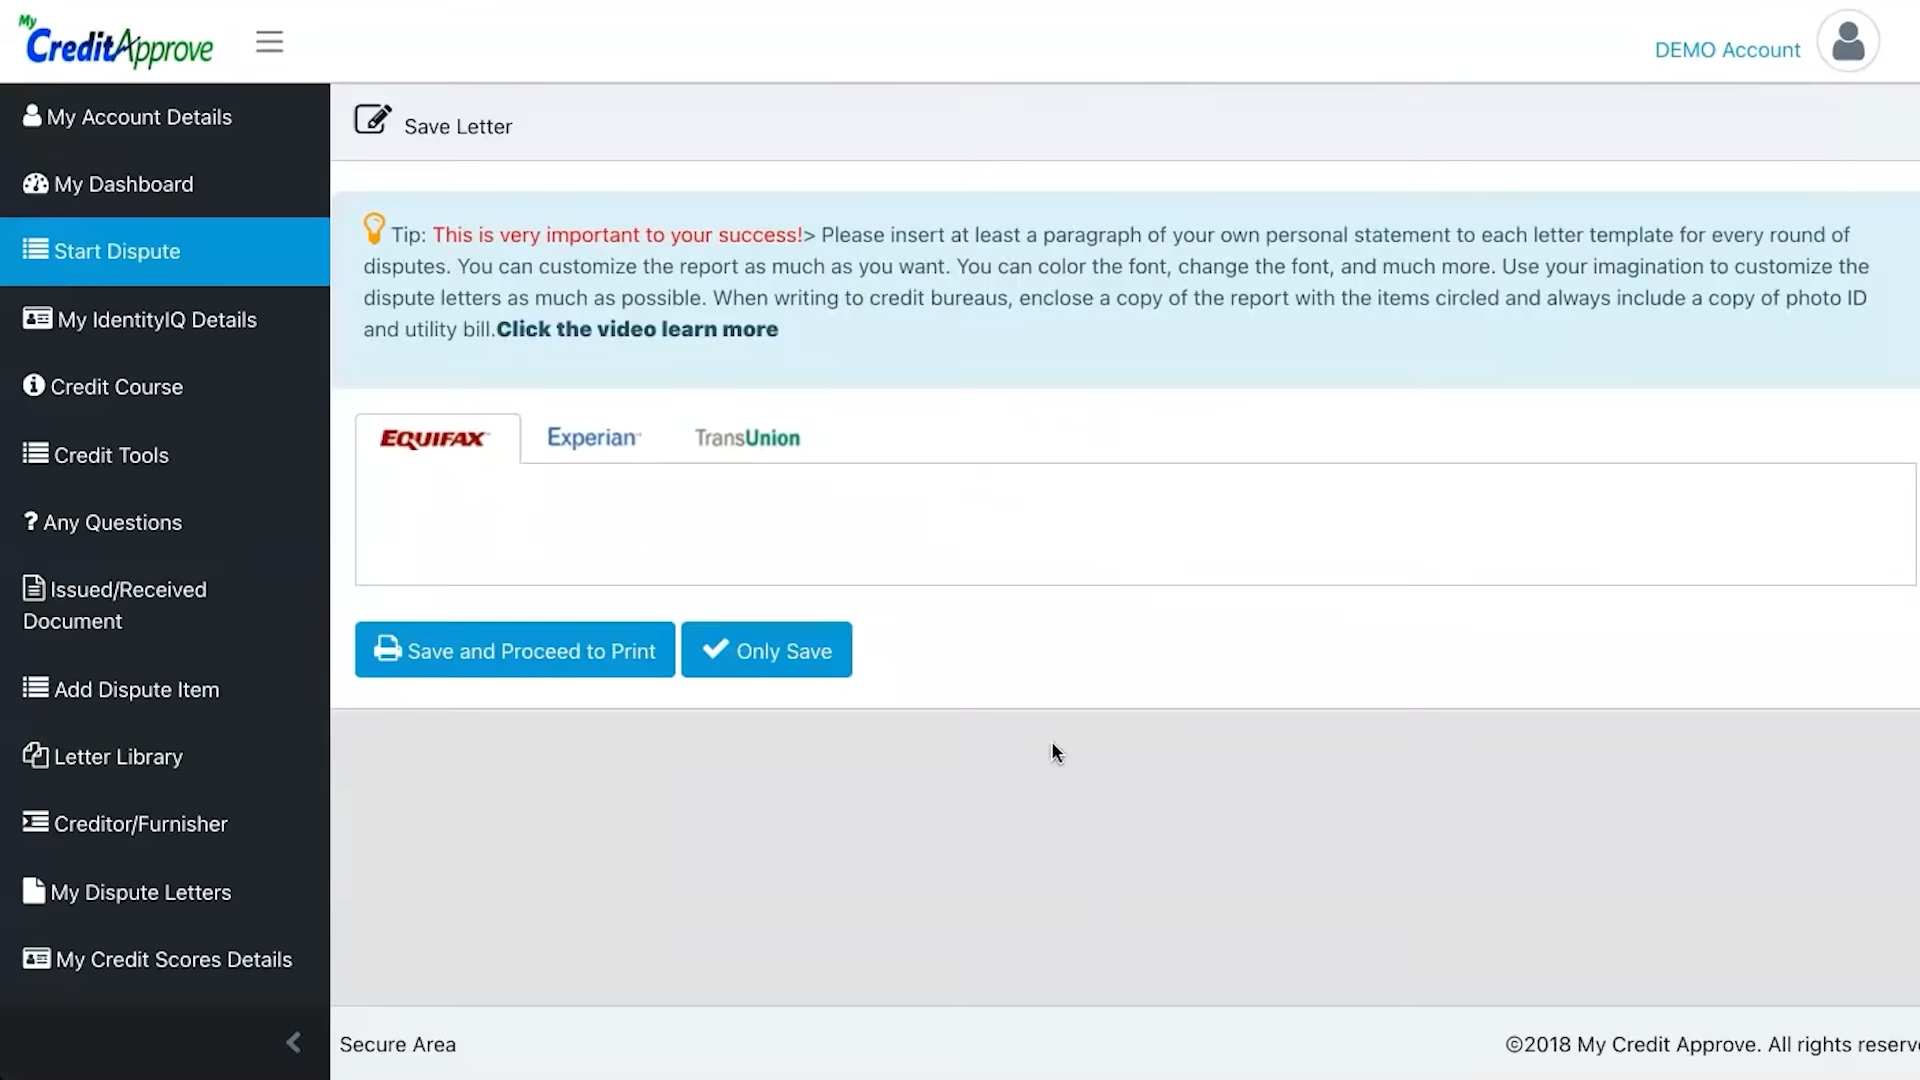 My
CreditApprove
DEMO Account
My Account Details
My Dashboard
Start Dispute
My IdentityIQ Details
Credit Course
Credit Tools
Any Questions
Issued/Received
Document
Add Dispute Item
Letter Library
Creditor/Furnisher
My Dispute Letters
My Credit Scores Details
Save Letter
Tip: This is very important to your success!> Please insert at least a paragraph of your own personal statement to each letter template for every round of
disputes. You can customize the report as much as you want. You can color the font, change the font, and much more. Use your imagination to customize the
dispute letters as much as possible. When writing to credit bureaus, enclose a copy of the report with the items circled and always include a copy of photo ID
and utility bill.Click the video learn more
EQUIFAX Experian TransUnion
Save and Proceed to Print Only Save
Secure Area ©2018 My Credit Approve. All rights reserve